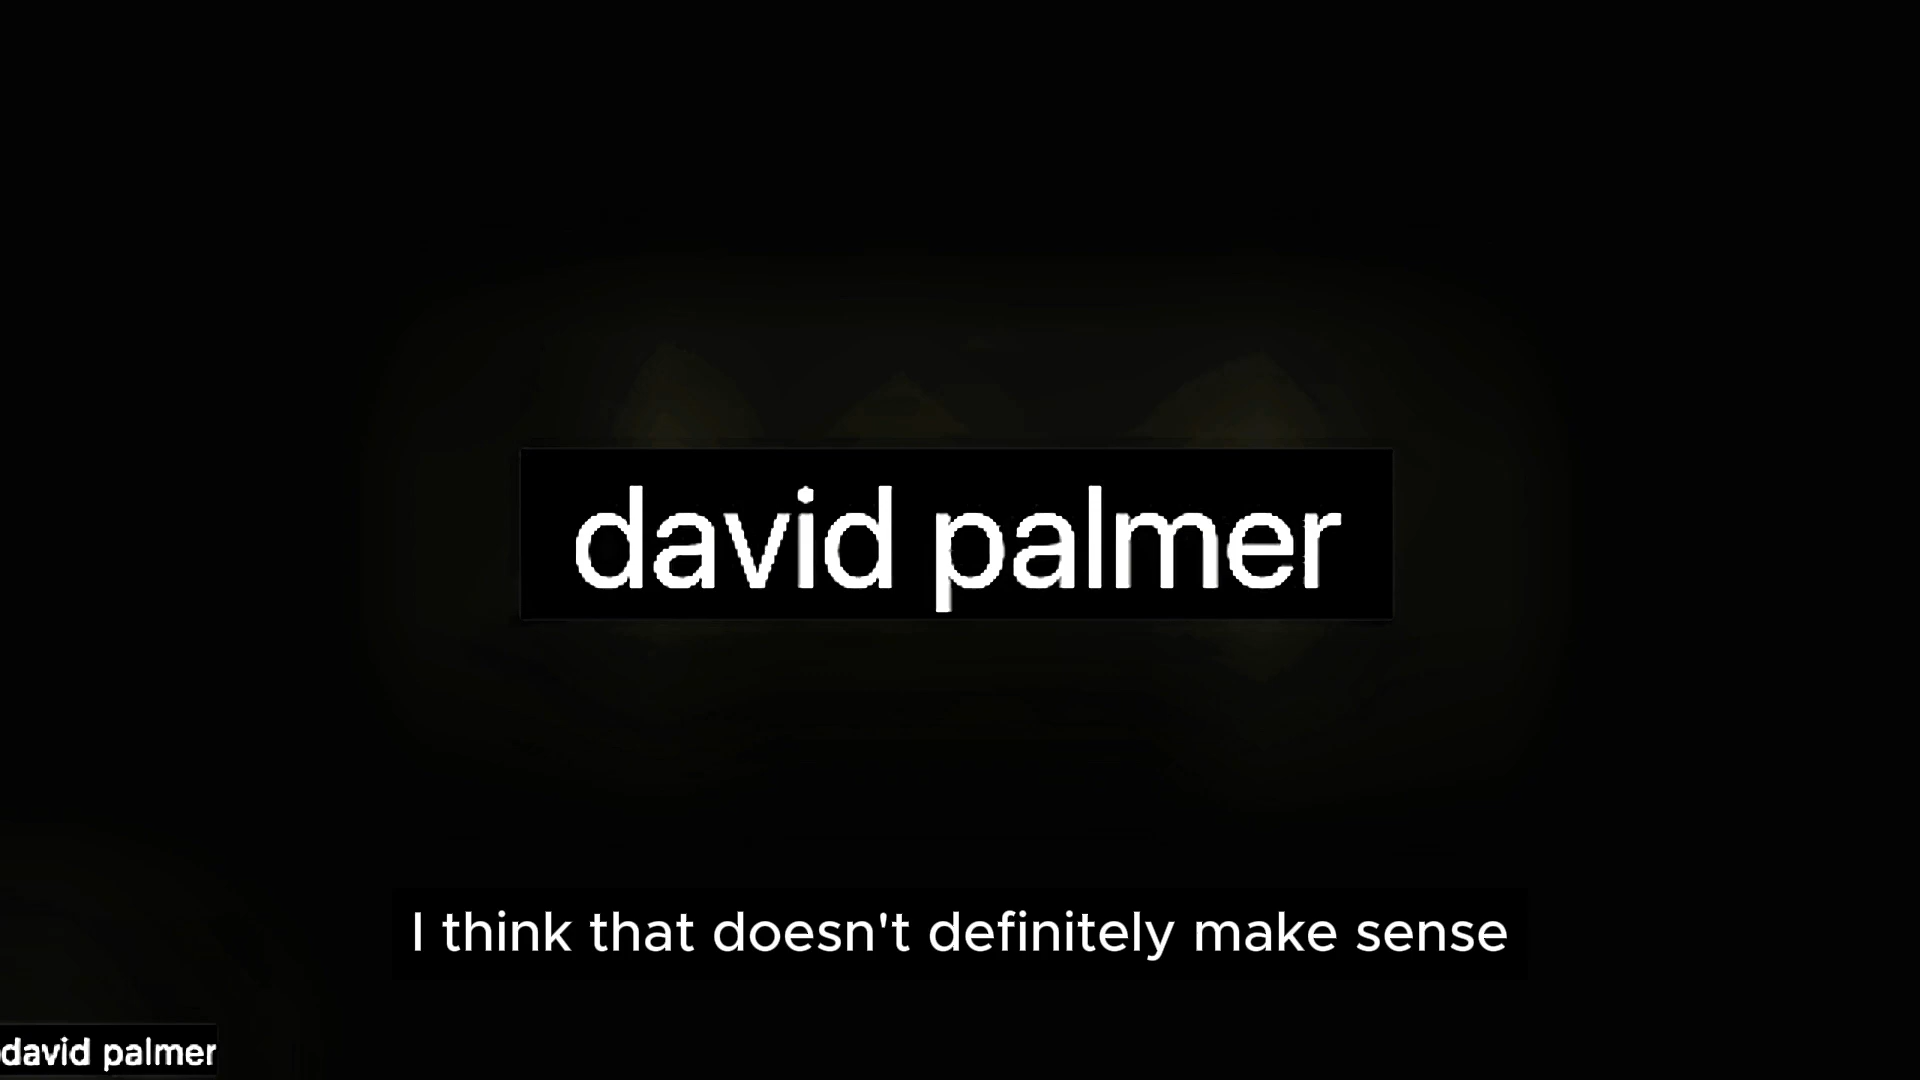 david palmer
I think that doesn't definitely make sense
david palmer